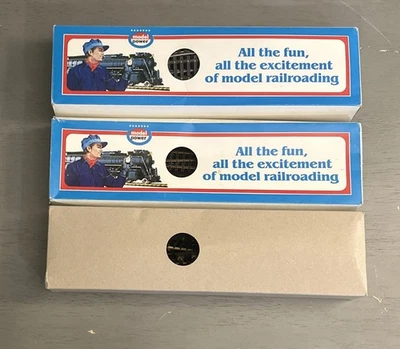 model
power
All the fun,
all the excitement
of model railroading
model
power
All the fun,
all the excitement
of model railroading